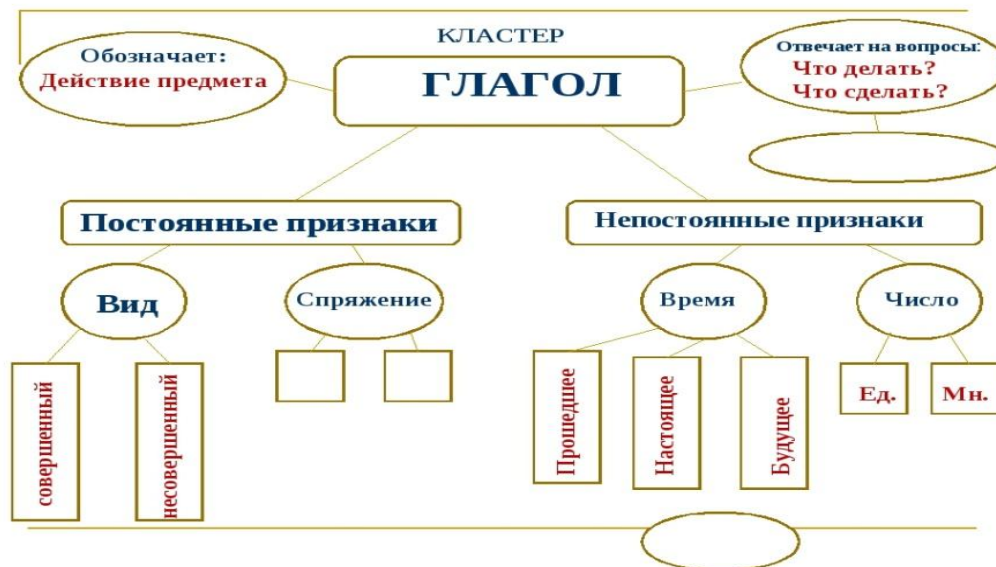 КЛАСТЕР
Обозначает:
Действие предмета
ГЛАГОЛ
Отвечает на вопросы:
Что делать?
Что сделать?
Постоянные признаки
Непостоянные признаки
Вид
Спряжение
Время
Число
совершенный
несовершенный
Прошедшее
Настоящее
Будущее
Ед.
Мн.